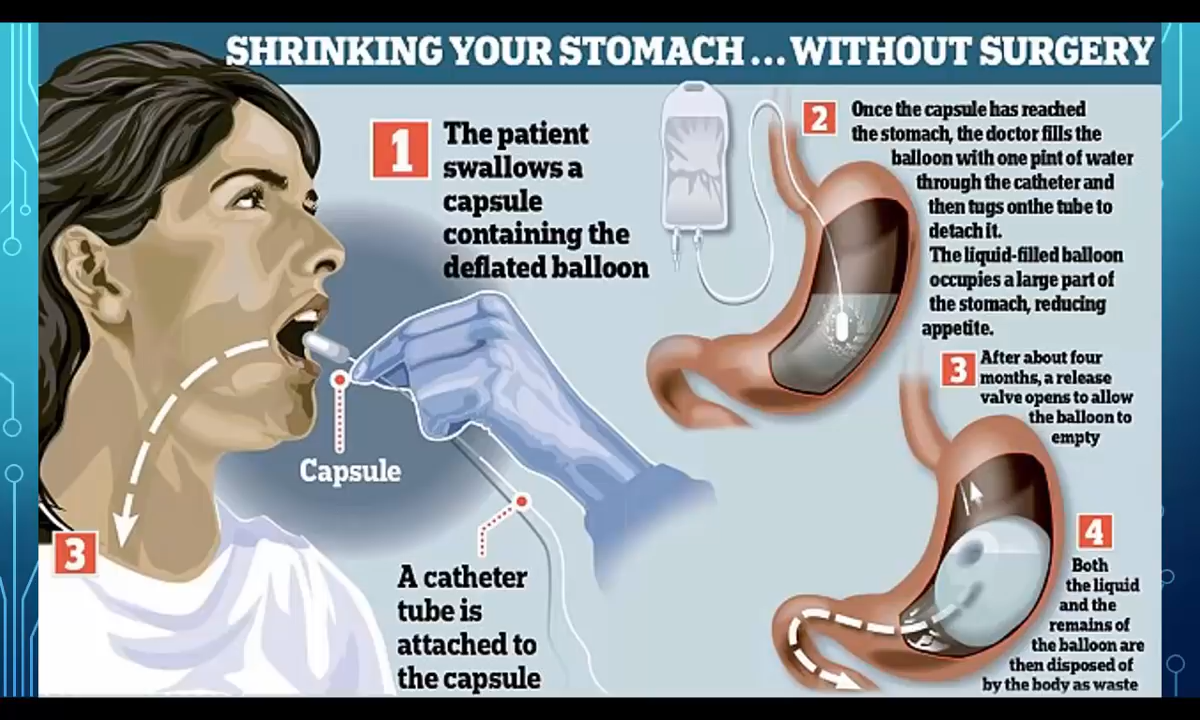 SHRINKING YOUR STOMACH... WITHOUT SURGERY
1
The patient
swallows a
capsule
containing the
deflated balloon
Capsule
3
A catheter
tube is
attached to
the capsule
2
Once the capsule has reached
the stomach, the doctor fills the
balloon with one pint of water
through the catheter and
then tugs onthe tube to
detach it.
The liquid-filled balloon
occupies a large part of
the stomach, reducing
appetite.
3
After about four
months, a release
valve opens to allow
the balloon to
empty
4
Both
the liquid
and the
remains of
the balloon are
then disposed of
by the body as waste